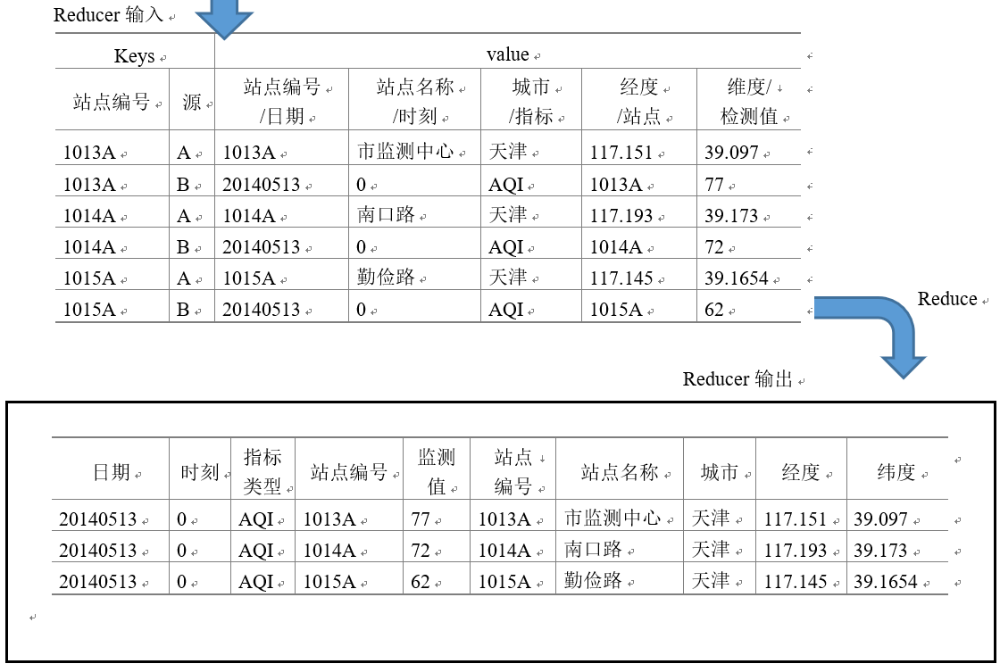 Reducer 输入
Keys value
站点编号 源 站点编号/日期 站点名称/时刻 城市/指标 经度/站点 维度/检测值
1013A A 1013A 市监测中心 天津 117.151 39.097
1013A B 20140513 0 AQI 1013A 77
1014A A 1014A 南口路 天津 117.193 39.173
1014A B 20140513 0 AQI 1014A 72
1015A A 1015A 勤俭路 天津 117.145 39.1654
1015A B 20140513 0 AQI 1015A 62
Reduce
Reducer 输出
日期 时刻 指标类型 站点编号 监测值 站点编号 站点名称 城市 经度 纬度
20140513 0 AQI 1013A 77 1013A 市监测中心 天津 117.151 39.097
20140513 0 AQI 1014A 72 1014A 南口路 天津 117.193 39.173
20140513 0 AQI 1015A 62 1015A 勤俭路 天津 117.145 39.1654